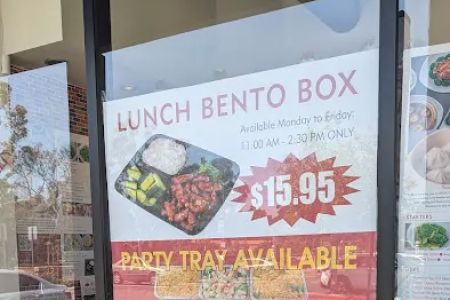 LUNCH BENTO BOX
Available Monday to Friday:
11:00 AM - 2:30 PM ONLY
$15.95
PARTY TRAY AVAILABLE
STARTERS